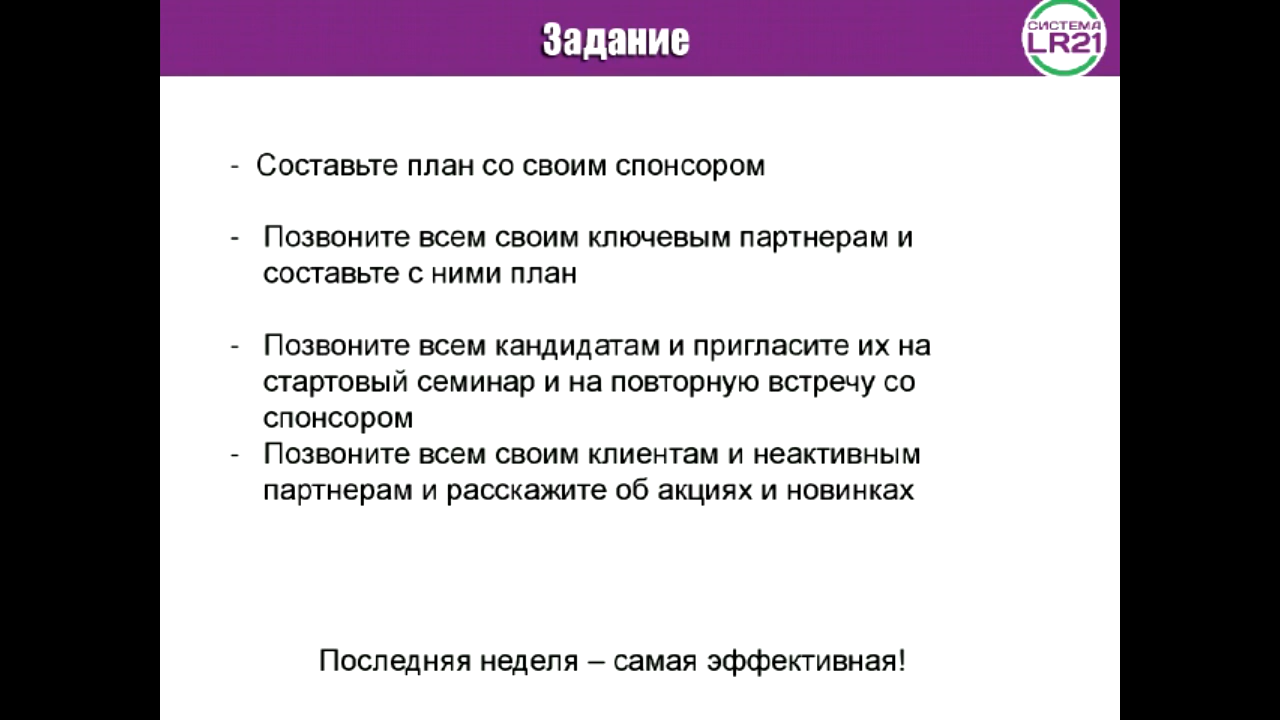 Задание
СИСТЕМА
LR21
- Составьте план со своим спонсором
- Позвоните всем своим ключевым партнерам и
составьте с ними план
- Позвоните всем кандидатам и пригласите их на
стартовый семинар и на повторную встречу со
спонсором
- Позвоните всем своим клиентам и неактивным
партнерам и расскажите об акциях и новинках
Последняя неделя – самая эффективная!